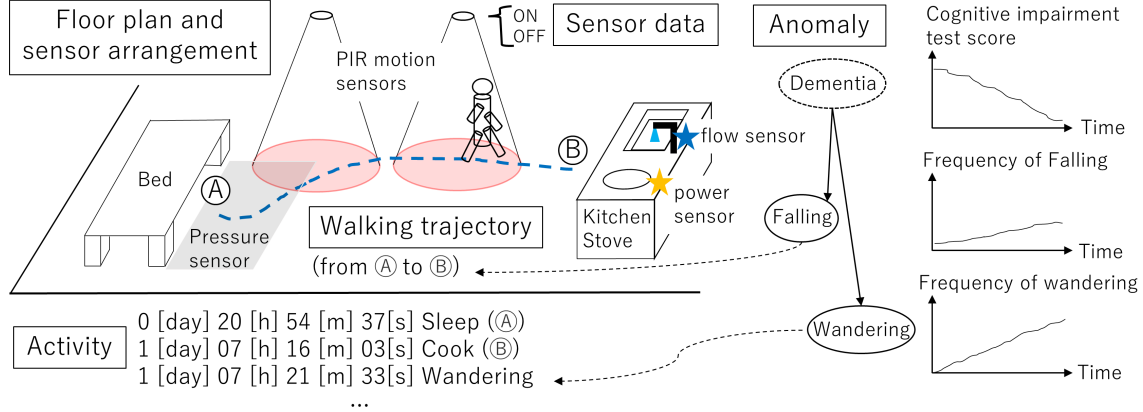 Floor plan and
sensor arrangement
ON
OFF
Sensor data
Anomaly
Cognitive impairment
test score
PIR motion
sensors
Dementia
Time
Bed
Ⓐ
Ⓑ
flow sensor
Frequency of Falling
power
sensor
Falling
Kitchen
Stove
Pressure
sensor
Walking trajectory
(from Ⓐ to Ⓑ)
Time
Frequency of wandering
Activity
0 [day] 20 [h] 54 [m] 37[s] Sleep (Ⓐ)
1 [day] 07 [h] 16 [m] 03[s] Cook (Ⓑ)
1 [day] 07 [h] 21 [m] 33[s] Wandering
...
Wandering
Time